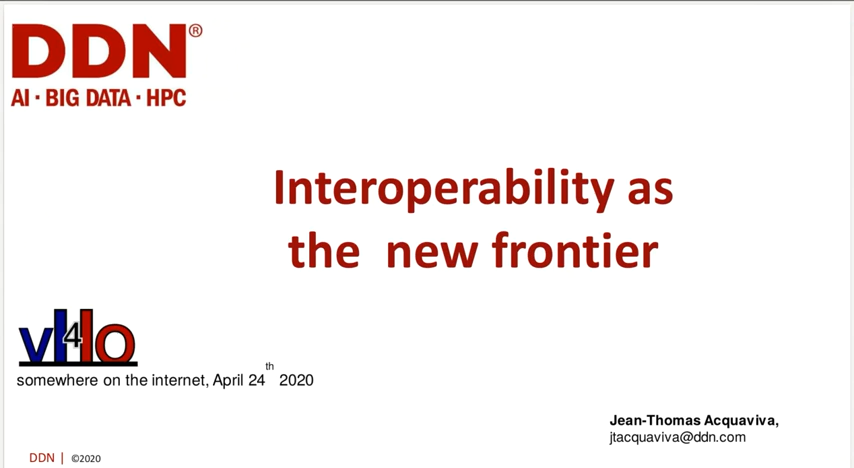 DDN®
AI · BIG DATA · HPC
Interoperability as
the new frontier
vI4Io
somewhere on the internet, April 24th 2020
Jean-Thomas Acquaviva,
jtacquaviva@ddn.com
DDN | ©2020